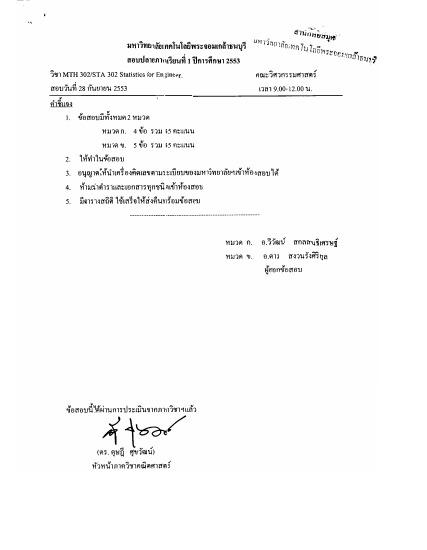 สำนักหอสมุด
มหาวิทยาลัยเทคโนโลยีพระจอมเกล้าธนบุรี
มหาวิทยาลัยเทคโนโลยีพระจอมเกล้าธนบุรี
สอบปลายภาคเรียนที่ 1 ปีการศึกษา 2553
วิชา MTH 302/STA 302 Statistics for Engineer. คณะวิศวกรรมศาสตร์
สอบวันที่ 28 กันยายน 2553 เวลา 9.00-12.00 น.
คำชี้แจง
1. ข้อสอบมีทั้งหมด 2 หมวด
หมวด ก. 4 ข้อ รวม 45 คะแนน
หมวด ข. 5 ข้อ รวม 45 คะแนน
2. ให้ทำในข้อสอบ
3. อนุญาตให้นำเครื่องคิดเลขตามระเบียบของมหาวิทยาลัยฯเข้าห้องสอบได้
4. ห้ามนำตำราและเอกสารทุกชนิดเข้าห้องสอบ
5. มีตารางสถิติ ใช้เสร็จให้ส่งคืนพร้อมข้อสอบ
หมวด ก. อ.วิวัฒน์
หมวด ข. อ.ดาว สงวนรังศิริกุล
ผู้ออกข้อสอบ
ข้อสอบนี้ได้ผ่านการประเมินจากภาควิชาฯแล้ว
(ดร. ดุษฎี ศุขวัฒน์)
หัวหน้าภาควิชาคณิตศาสตร์